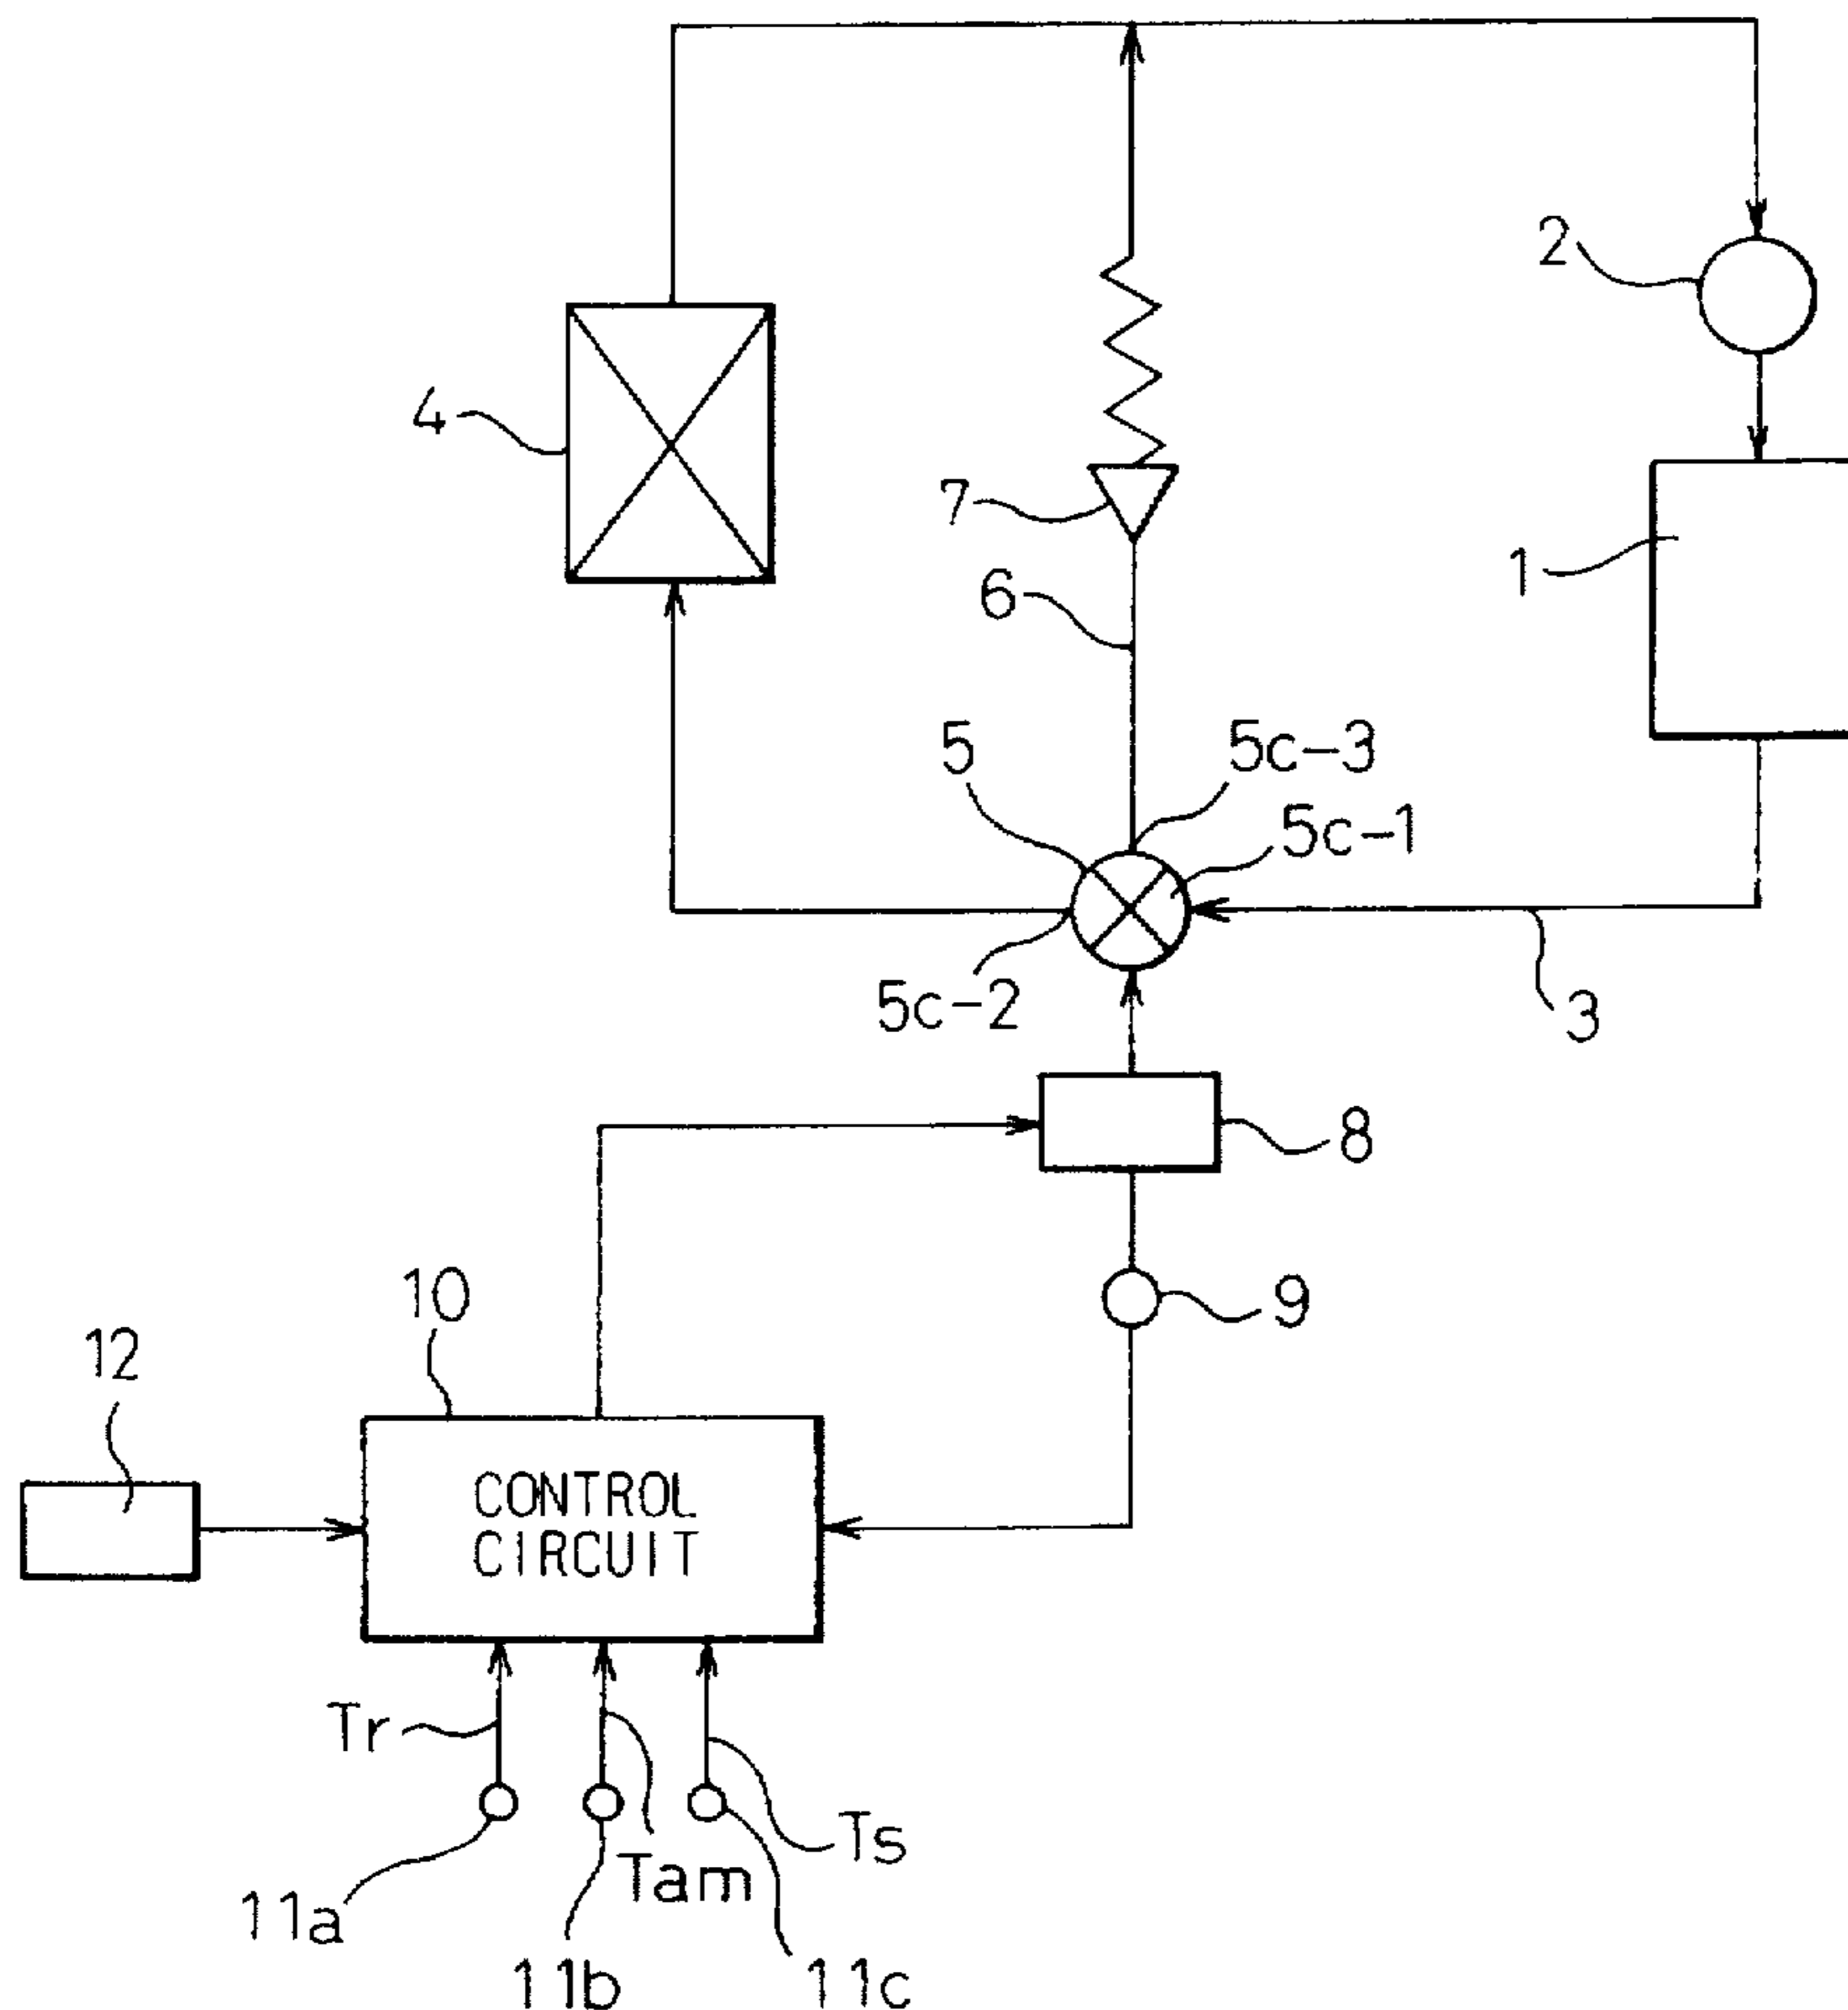 2
4
7
1
6
5
5c-3
5c-1
5c-2
3
8
10
9
12
CONTROL
CIRCUIT
Tr
Ts
Tam
11a
11b
11c